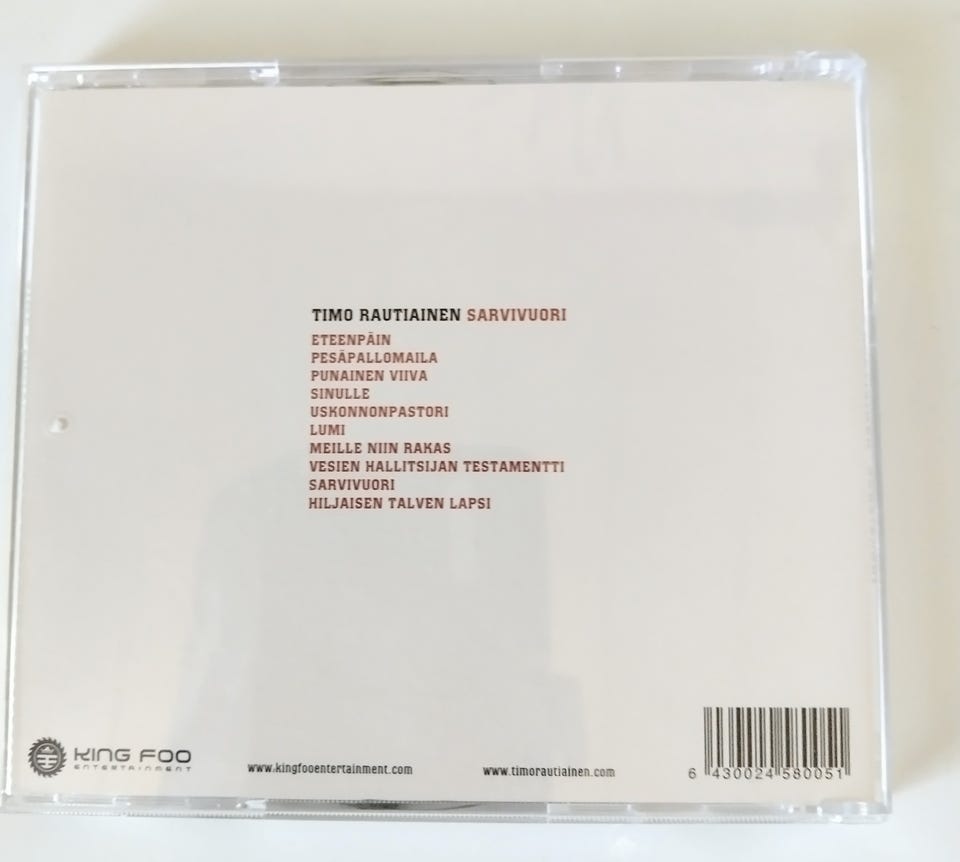 TIMO RAUTIAINEN SARVIVUORI
ETEENPÄIN
PESÄPALLOMAILA
PUNAINEN VIIVA
SINULLE
USKONNONPASTORI
LUMI
MEILLE NIIN RAKAS
VESIEN HALLITSIJAN TESTAMENTTI
SARVIVUORI
HILJAISEN TALVEN LAPSI
KING FOO
ENTERTAINMENT
www.kingfooentertainment.com
www.timorautiainen.com
6 430024 580051